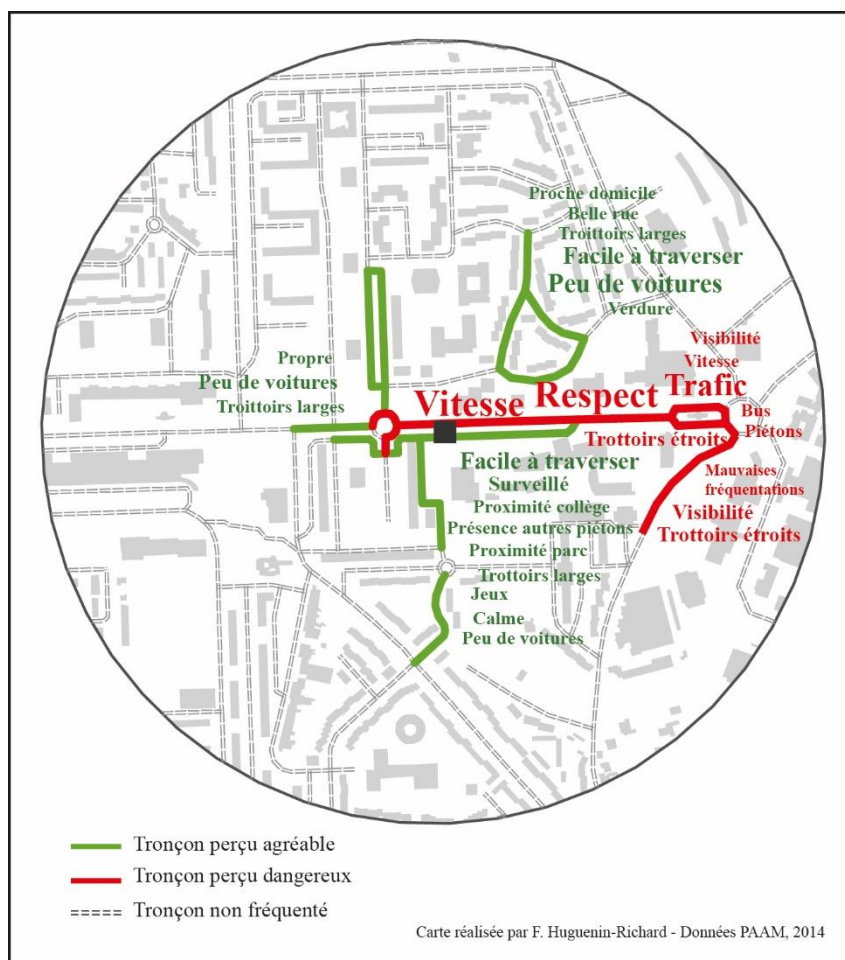 Proche domicile
Belle rue
Troittoirs larges
Facile à traverser
Peu de voitures
Verdure
Propre
Peu de voitures
Troittoirs larges
Visibilité
Vitesse
Vitesse Respect Trafic
Bus
Piétons
Trottoirs étroits
Mauvaises
fréquentations
Visibilité
Trottoirs étroits
Facile à traverser
Surveillé
Proximité collège
Présence autres piétons
Proximité parc
Trottoirs larges
Jeux
Calme
Peu de voitures
Tronçon perçu agréable
Tronçon perçu dangereux
Tronçon non fréquenté
Carte réalisée par F. Huguenin-Richard - Données PAAM, 2014